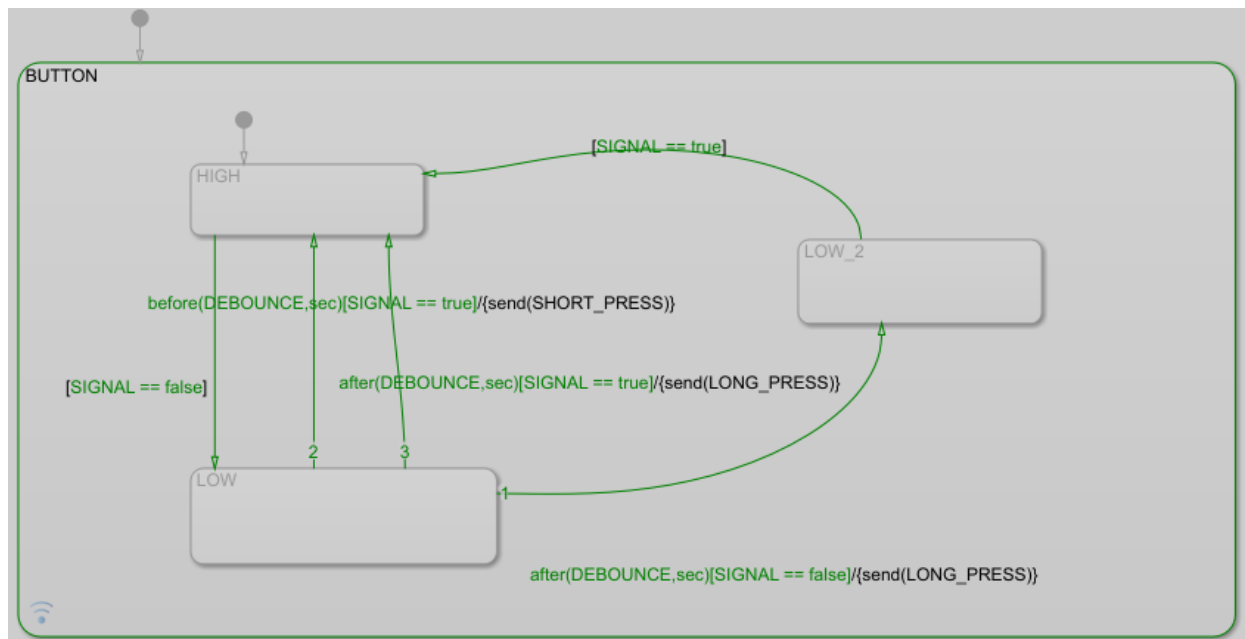 BUTTON
[SIGNAL == true]
HIGH
LOW_2
before(DEBOUNCE,sec)[SIGNAL == true]/{send(SHORT_PRESS)}
[SIGNAL == false]
after(DEBOUNCE,sec)[SIGNAL == true]/{send(LONG_PRESS)}
2
3
LOW
1
after(DEBOUNCE,sec)[SIGNAL == false]/{send(LONG_PRESS)}